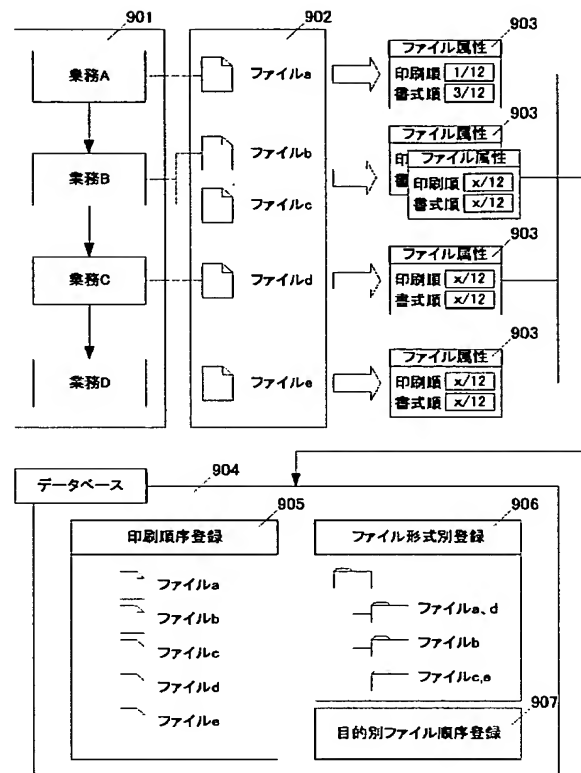 901
902
903
業務A
ファイルa
ファイル属性
印刷順 1/12
書式順 3/12
903
業務B
ファイルb
ファイルc
ファイル属性
印
書
ファイル属性
印刷順 x/12
書式順 x/12
903
業務C
ファイルd
ファイル属性
印刷順 x/12
書式順 x/12
903
業務D
ファイルe
ファイル属性
印刷順 x/12
書式順 x/12
データベース
904
905
906
印刷順序登録
ファイルa
ファイルb
ファイルc
ファイルd
ファイルe
ファイル形式別登録
ファイルa、d
ファイルb
ファイルc,e
907
目的別ファイル順序登録